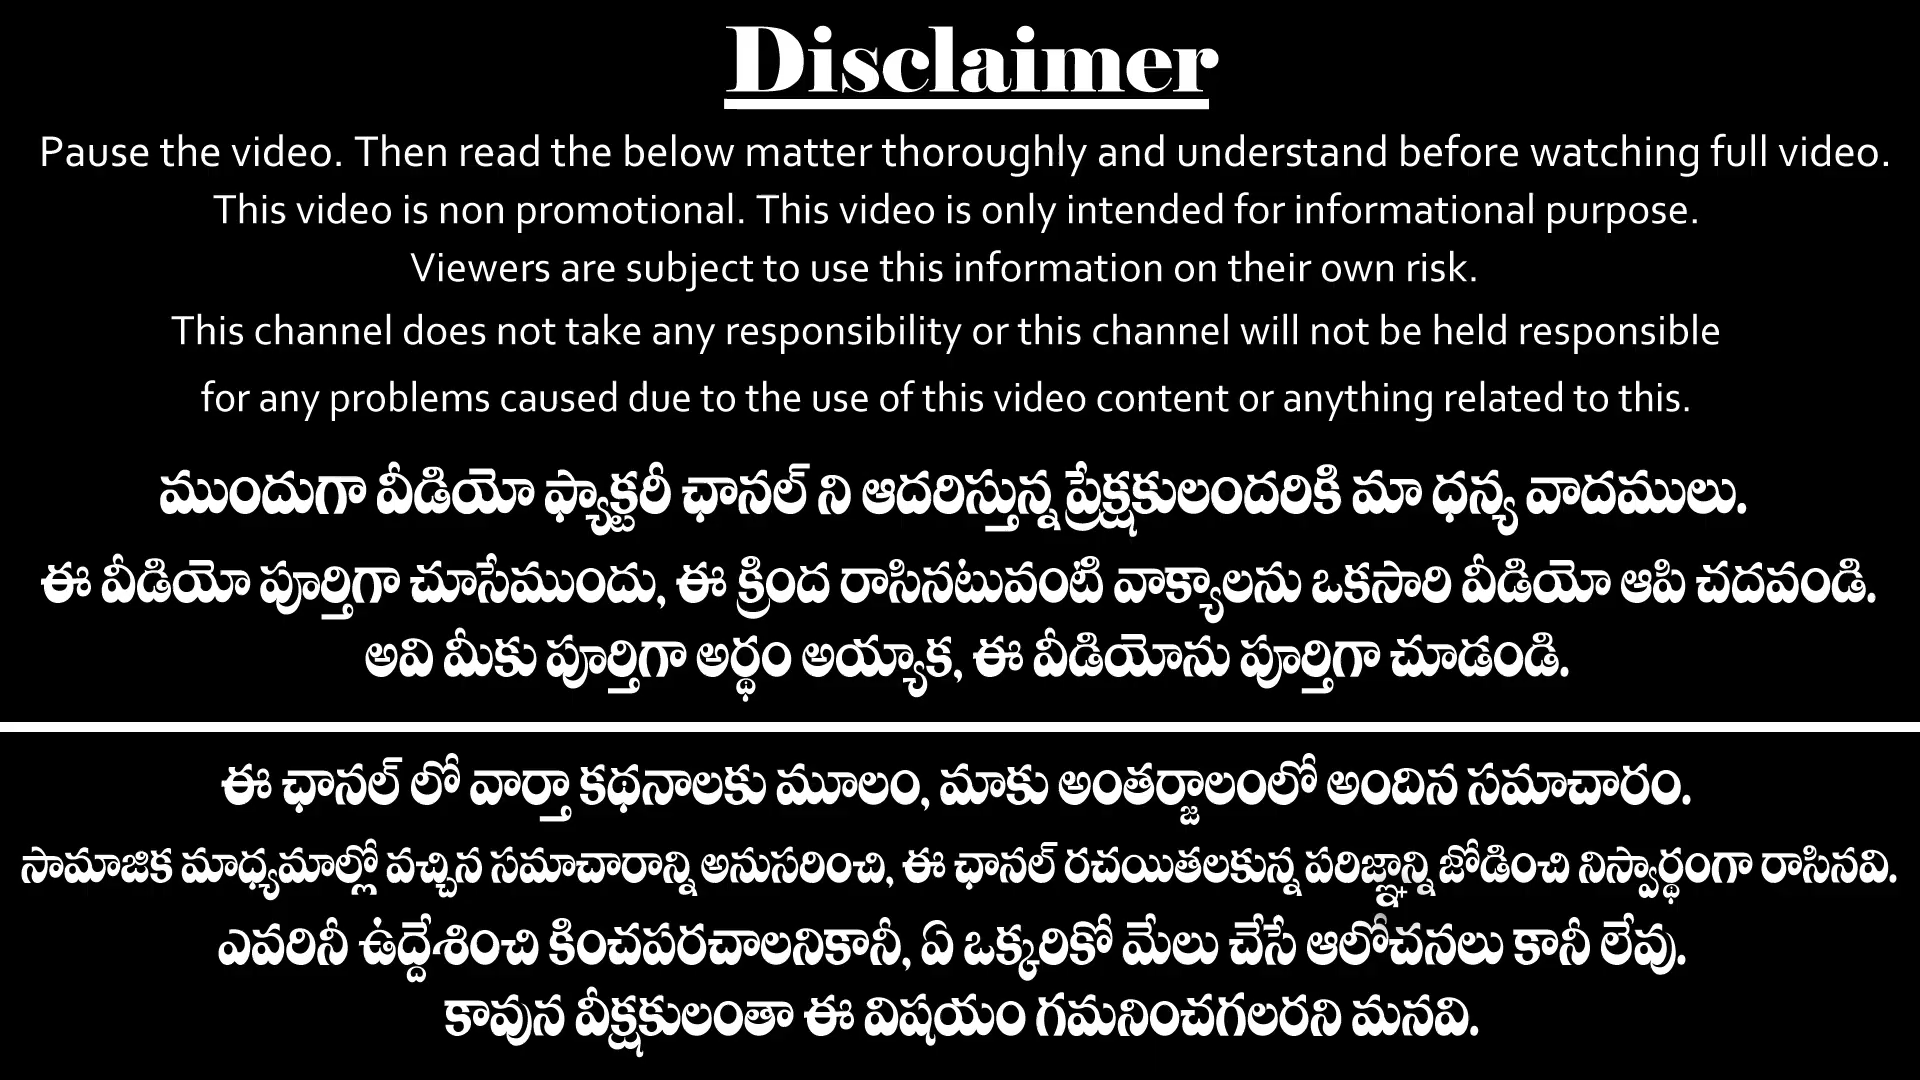 Disclaimer
Pause the video. Then read the below matter thoroughly and understand before watching full video.
This video is non promotional. This video is only intended for informational purpose.
Viewers are subject to use this information on their own risk.
This channel does not take any responsibility or this channel will not be held responsible
for any problems caused due to the use of this video content or anything related to this.
ముందుగా వీడియో ఫ్యాక్టరీ ఛానల్ ని ఆదరిస్తున్న ప్రేక్షకులందరికి మా ధన్య వాదములు.
ఈ వీడియో పూర్తిగా చూసేముందు, ఈ క్రింద రాసినటువంటి వాక్యాలను ఒకసారి వీడియో ఆపి చదవండి.
అవి మీకు పూర్తిగా అర్థం అయ్యాక, ఈ వీడియోను పూర్తిగా చూడండి.
ఈ ఛానల్ లో వార్తా కథనాలకు మూలం, మాకు అంతర్జాలంలో అందిన సమాచారం.
సామాజిక మాధ్యమాల్లో వచ్చిన సమాచారాన్ని అనుసరించి, ఈ ఛానల్ రచయితలకున్న పరిజ్ఞాన్ని జోడించి నిస్వార్థంగా రాసినవి.
ఎవరినీ ఉద్దేశించి కించపరచాలనికానీ, ఏ ఒక్కరికో మేలు చేసే ఆలోచనలు కానీ లేవు.
కావున వీక్షకులంతా ఈ విషయం గమనించగలరని మనవి.